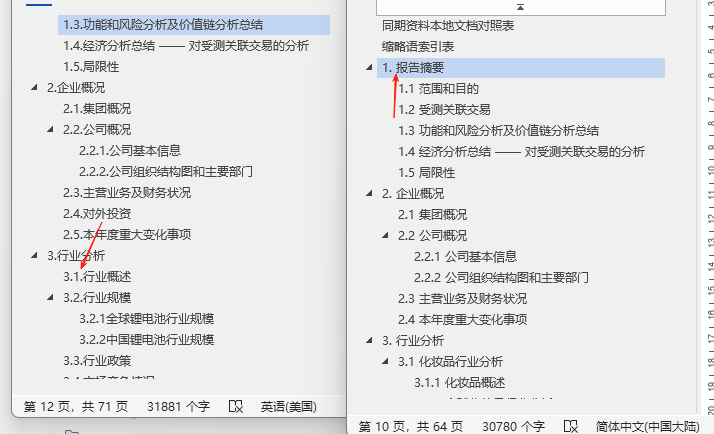 1.3.功能和风险分析及价值链分析总结
1.4.经济分析总结 —— 对受测关联交易的分析
1.5.局限性
2.企业概况
2.1.集团概况
2.2.公司概况
2.2.1.公司基本信息
2.2.2.公司组织结构图和主要部门
2.3.主营业务及财务状况
2.4.对外投资
2.5.本年度重大变化事项
3.行业分析
3.1.行业概述
3.2.行业规模
3.2.1全球锂电池行业规模
3.2.2中国锂电池行业规模
3.3.行业政策
第 12 页，共 71 页 31881 个字 英语(美国)
同期资料本地文档对照表
缩略语索引表
1. 报告摘要
1.1 范围和目的
1.2 受测关联交易
1.3 功能和风险分析及价值链分析总结
1.4 经济分析总结 —— 对受测关联交易的分析
1.5 局限性
2. 企业概况
2.1 集团概况
2.2 公司概况
2.2.1 公司基本信息
2.2.2 公司组织结构图和主要部门
2.3 主营业务及财务状况
2.4 本年度重大变化事项
3. 行业分析
3.1 化妆品行业分析
3.1.1 化妆品概述
第 10 页，共 64 页 30780 个字 简体中文(中国大陆)